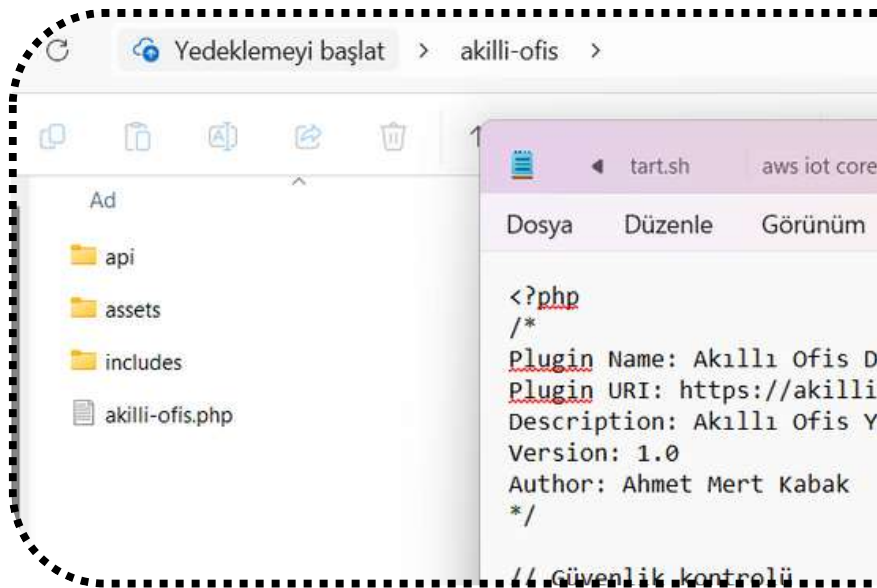 Yedeklemeyi başlat > akilli-ofis >
Ad
api
assets
includes
akilli-ofis.php
tart.sh
aws iot core
Dosya Düzenle Görünüm
<?php
/*
Plugin Name: Akıllı Ofis D
Plugin URI: https://akilli
Description: Akıllı Ofis Y
Version: 1.0
Author: Ahmet Mert Kabak
*/
// Güvenlik kontrolü